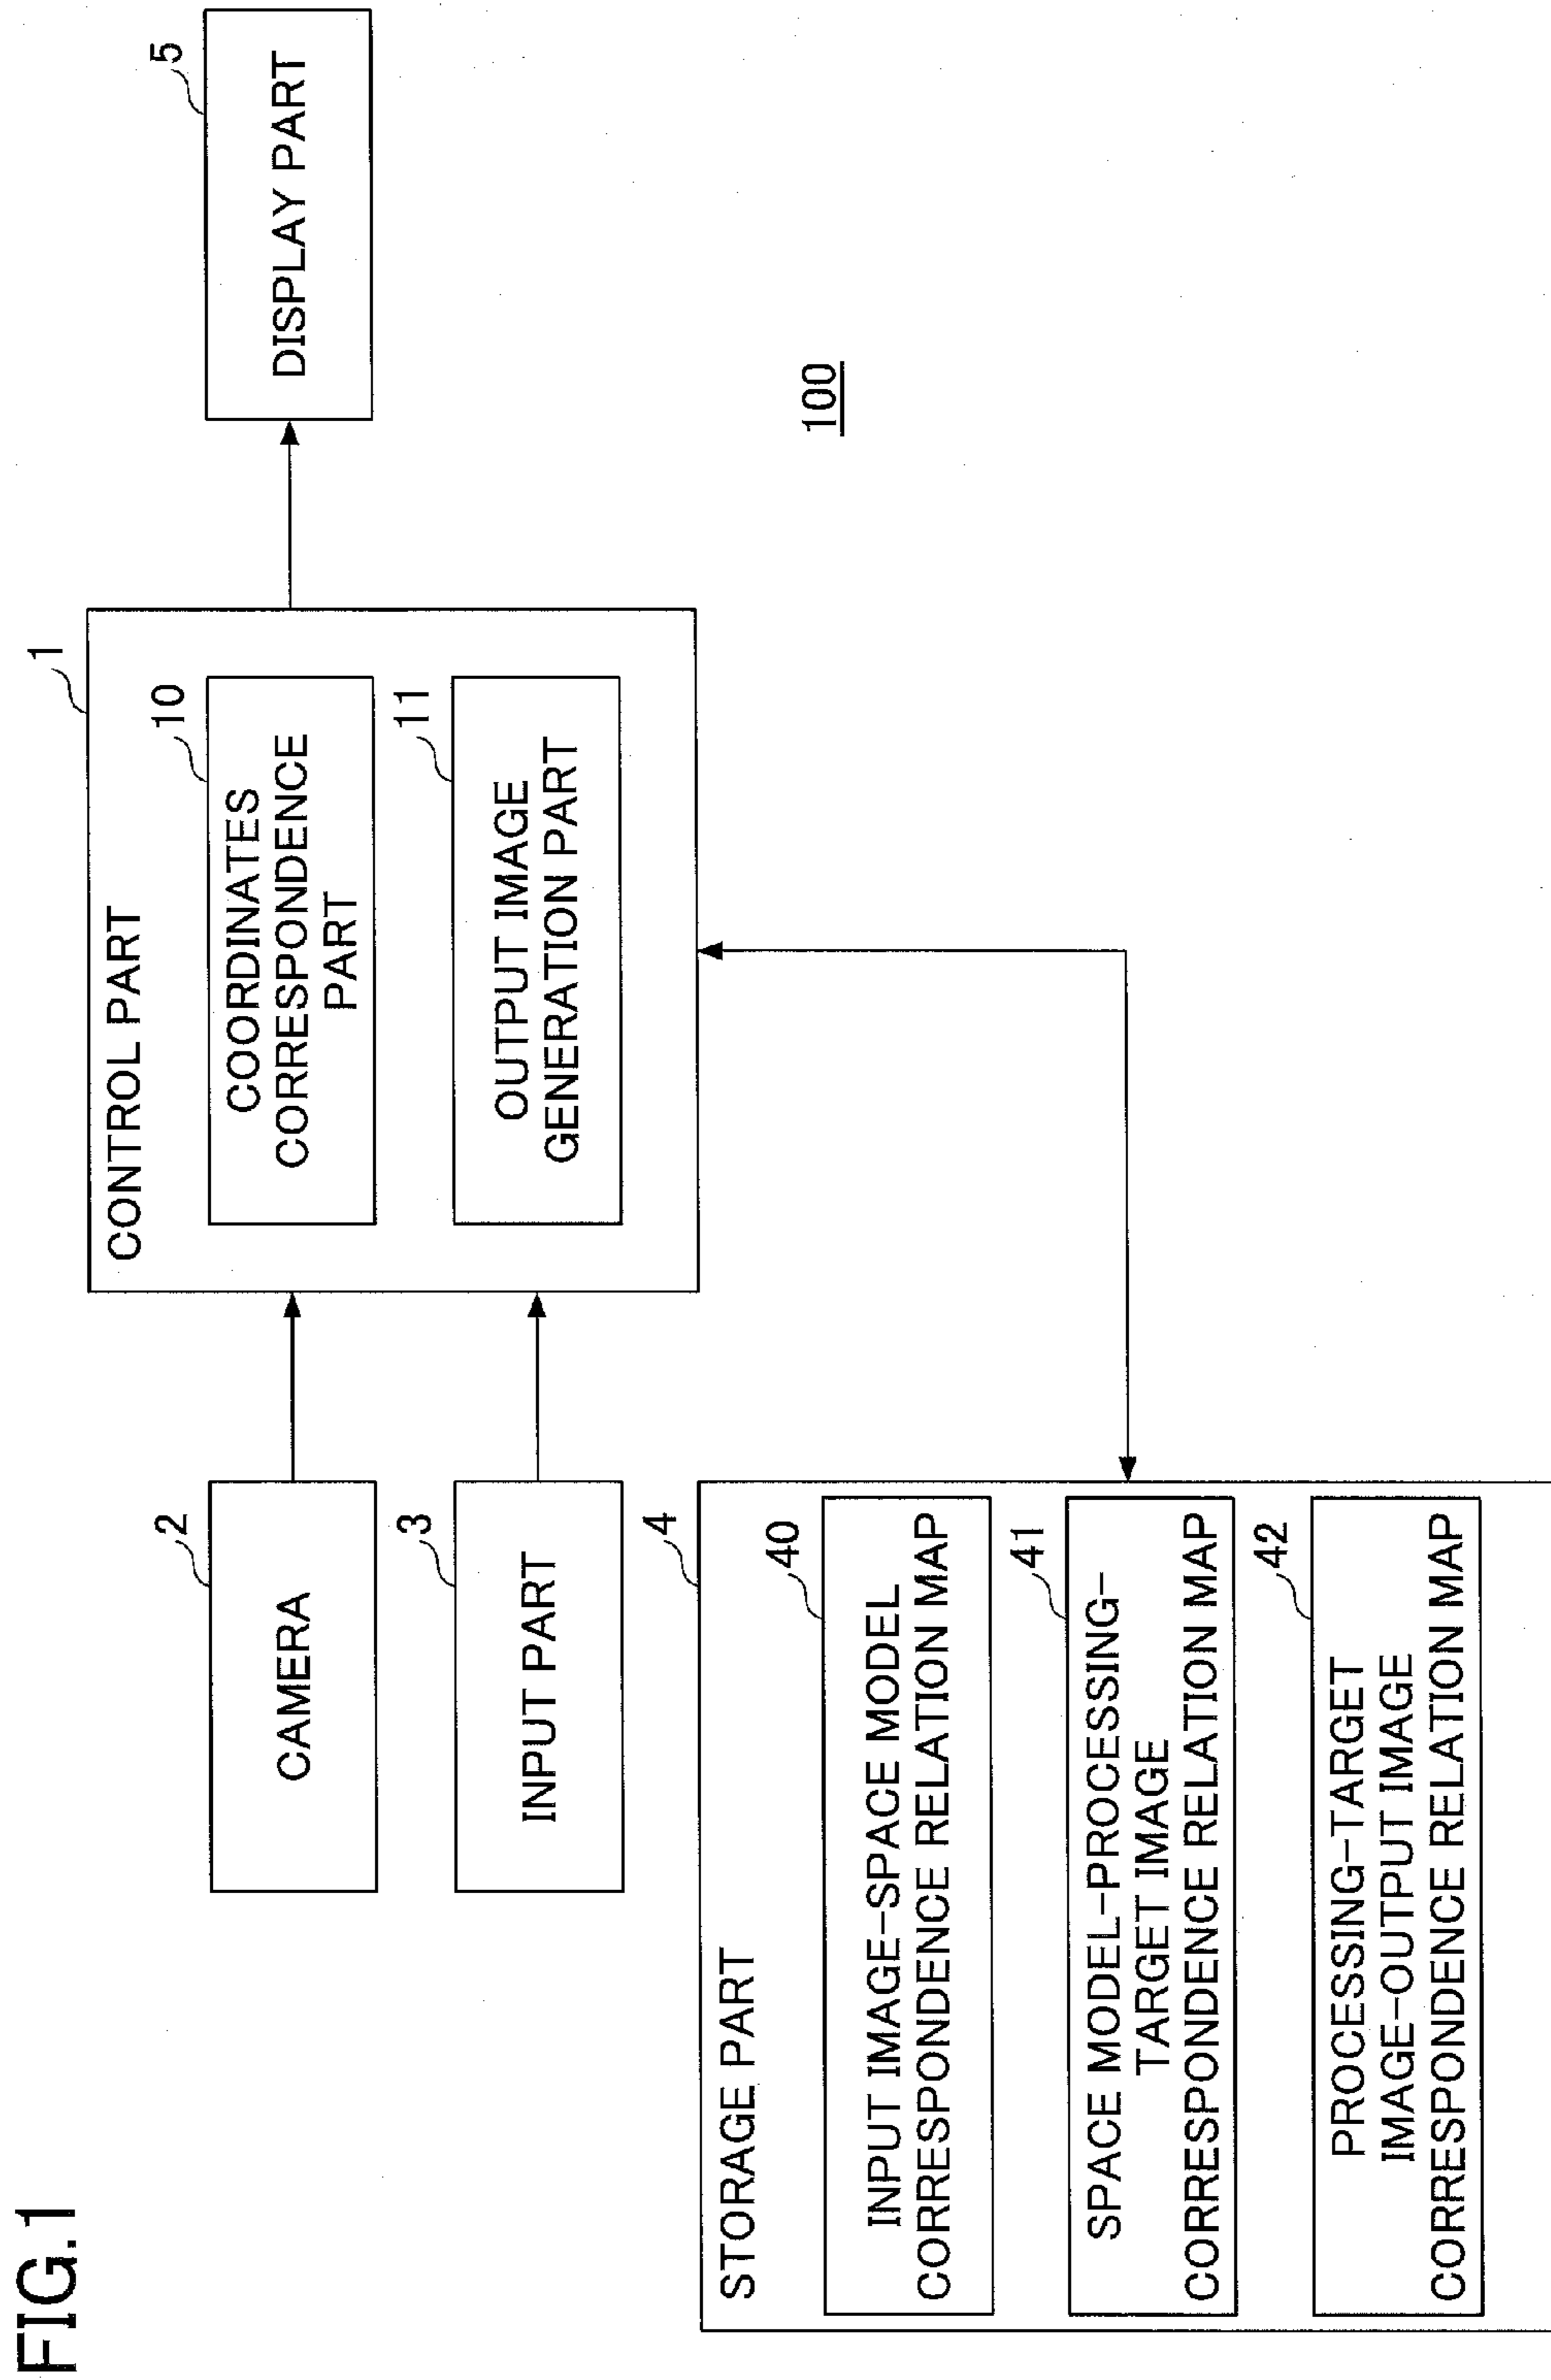 FIG.1
2
CAMERA
3
INPUT PART
4
STORAGE PART
40
INPUT IMAGE-SPACE MODEL
CORRESPONDENCE RELATION MAP
41
SPACE MODEL-PROCESSING-
TARGET IMAGE
CORRESPONDENCE RELATION MAP
42
PROCESSING-TARGET
IMAGE-OUTPUT IMAGE
CORRESPONDENCE RELATION MAP
1
CONTROL PART
10
COORDINATES
CORRESPONDENCE
PART
11
OUTPUT IMAGE
GENERATION PART
5
DISPLAY PART
100